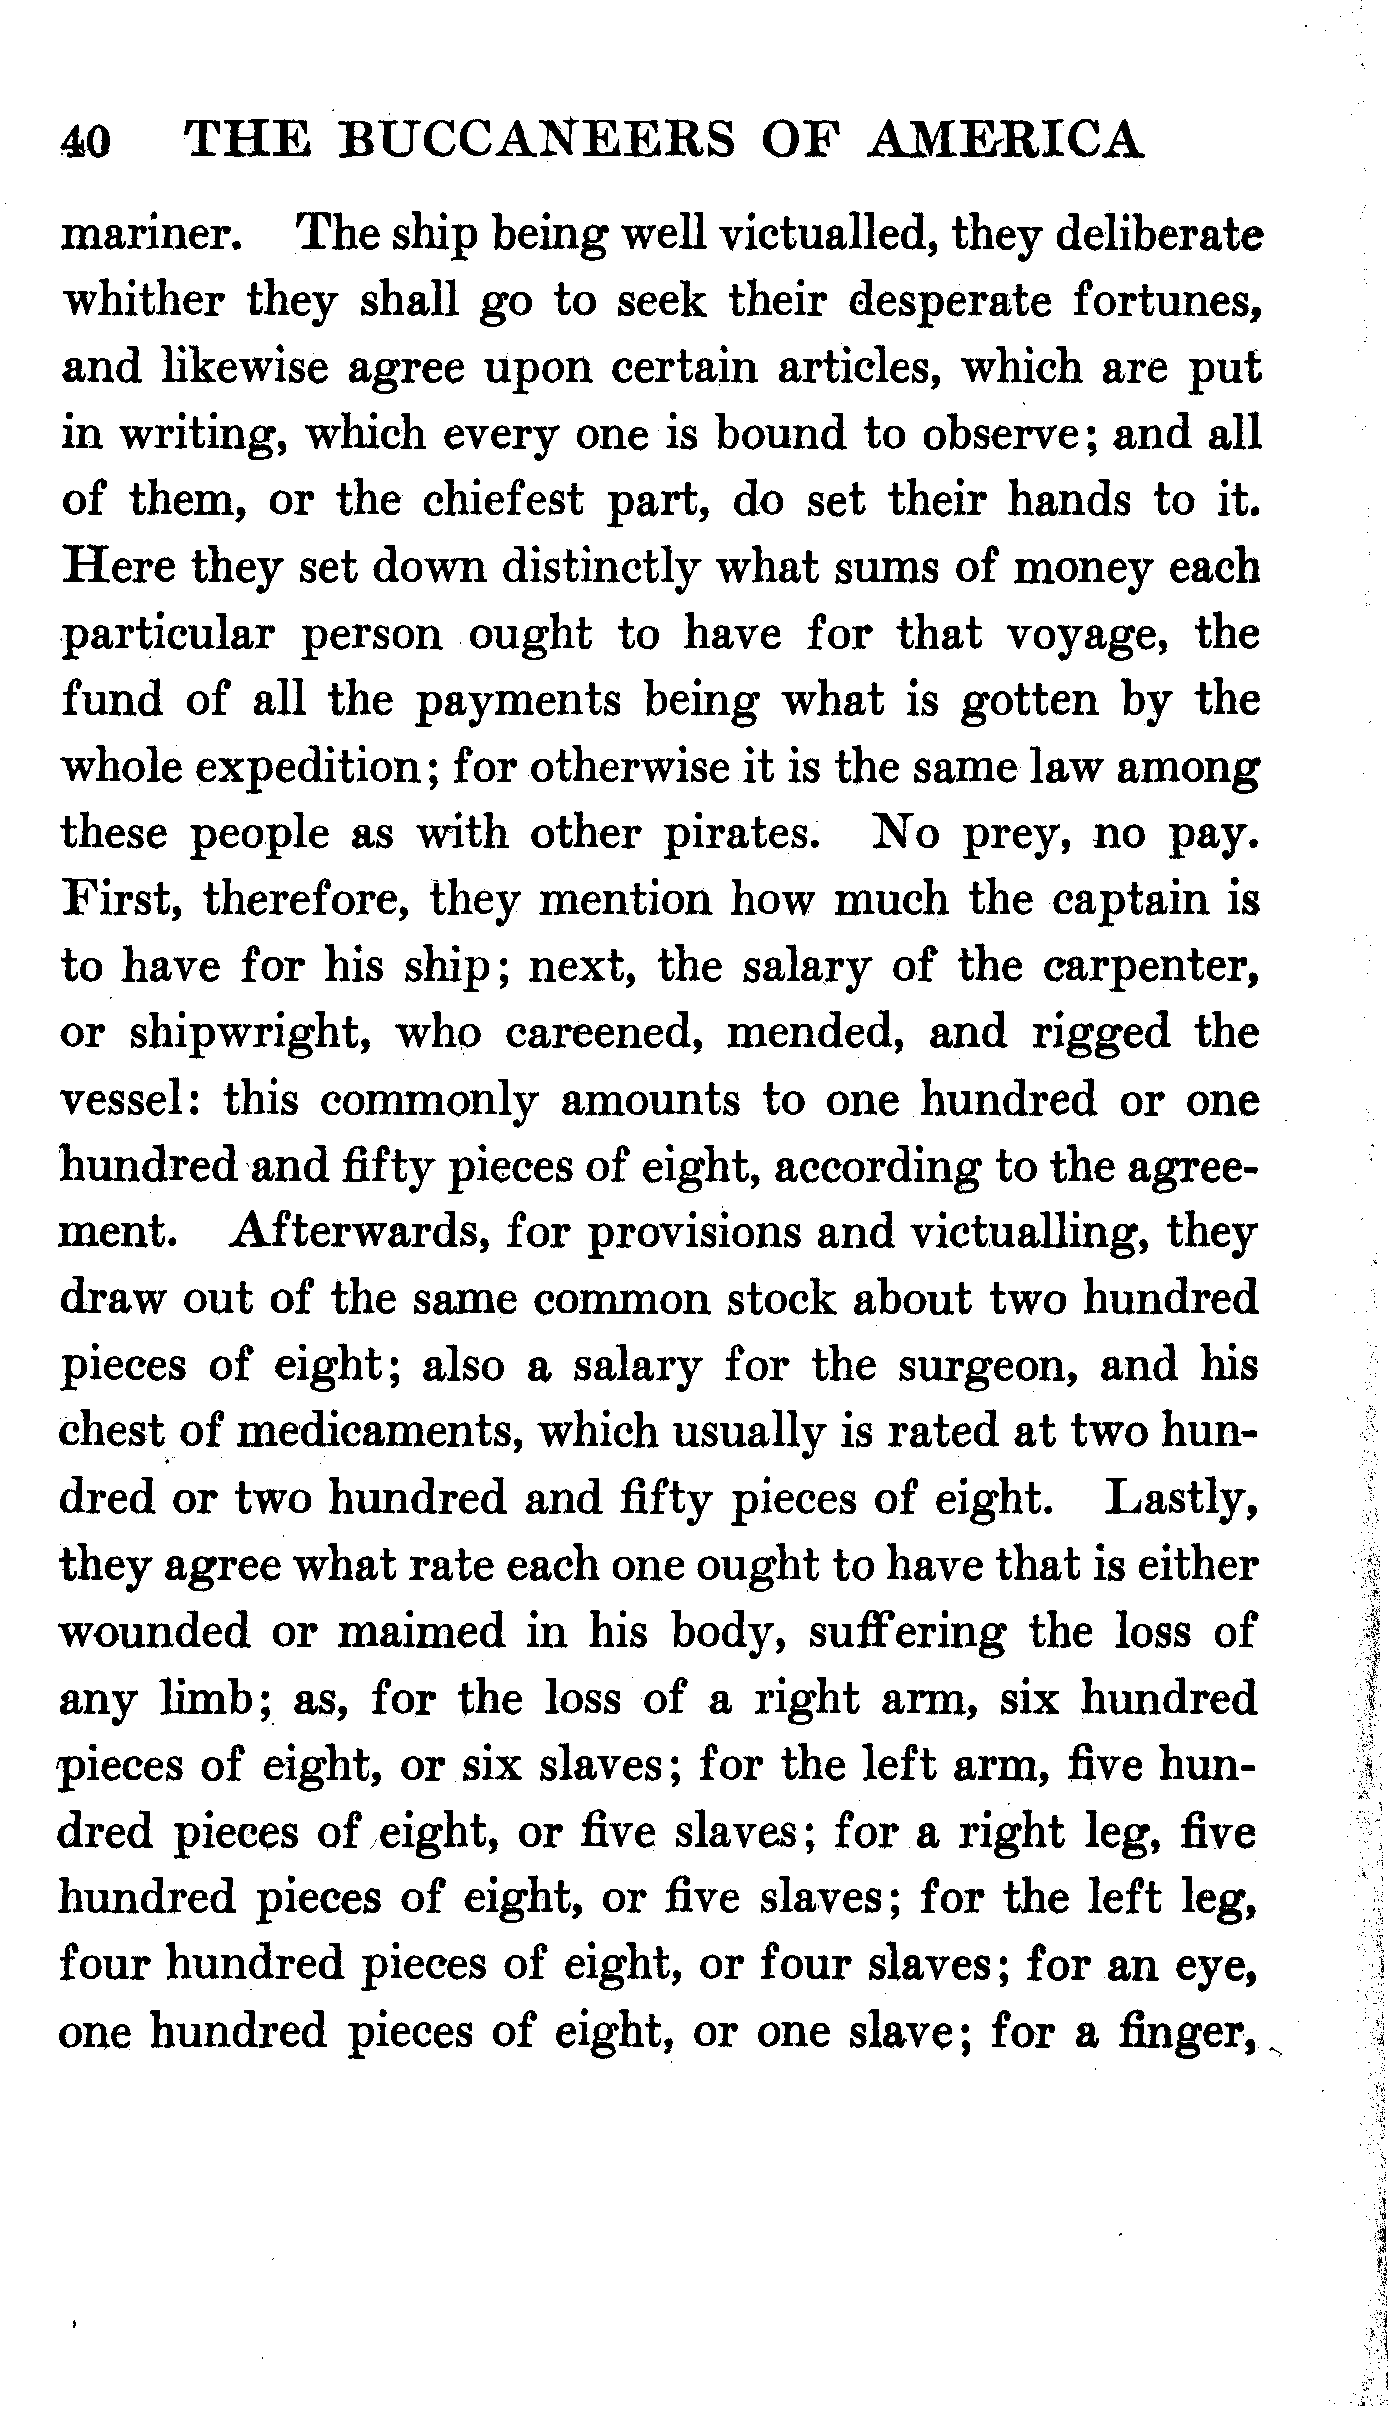 40 THE BUCCANEERS OF AMERICA
mariner. The ship being well victualled, they deliberate
whither they shall go to seek their desperate fortunes,
and likewise agree upon certain articles, which are put
in writing, which every one is bound to observe; and all
of them, or the chiefest part, do set their hands to it.
Here they set down distinctly what sums of money each
particular person ought to have for that voyage, the
fund of all the payments being what is gotten by the
whole expedition; for otherwise it is the same law among
these people as with other pirates. No prey, no pay.
First, therefore, they mention how much the captain is
to have for his ship; next, the salary of the carpenter,
or shipwright, who careened, mended, and rigged the
vessel: this commonly amounts to one hundred or one
hundred and fifty pieces of eight, according to the agree-
ment. Afterwards, for provisions and victualling, they
draw out of the same common stock about two hundred
pieces of eight; also a salary for the surgeon, and his
chest of medicaments, which usually is rated at two hun-
dred or two hundred and fifty pieces of eight. Lastly,
they agree what rate each one ought to have that is either
wounded or maimed in his body, suffering the loss of
any limb; as, for the loss of a right arm, six hundred
pieces of eight, or six slaves; for the left arm, five hun-
dred pieces of eight, or five slaves; for a right leg, five
hundred pieces of eight, or five slaves; for the left leg,
four hundred pieces of eight, or four slaves; for an eye,
one hundred pieces of eight, or one slave; for a finger,